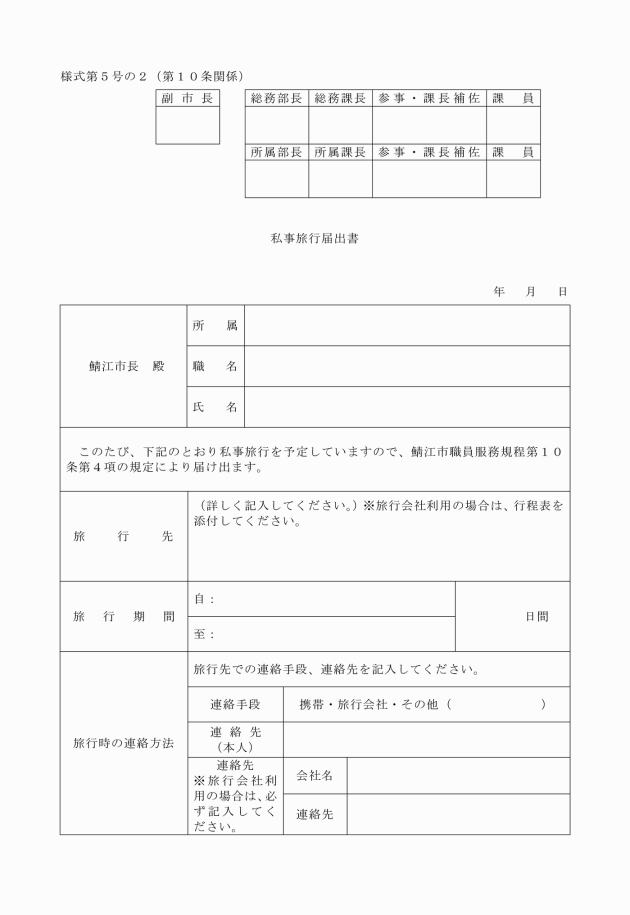 様式第５号の２（第１０条関係）
副市長
総務部長 総務課長 参事・課長補佐 課　員
所属部長 所属課長 参事・課長補佐 課　員
私事旅行届出書
年　月　日
鯖江市長　殿
所　属
職　名
氏　名
このたび、下記のとおり私事旅行を予定していますので、鯖江市職員服務規程第１０
条第４項の規定により届け出ます。
旅　行　先
（詳しく記入してください。）※旅行会社利用の場合は、行程表を
添付してください。
旅　行　期　間
自：
至：
日間
旅行時の連絡方法
旅行先での連絡手段、連絡先を記入してください。
連絡手段
携帯・旅行会社・その他（　　　　　　　）
連　絡　先
（本人）
連絡先
※旅行会社利
用の場合は、必
ず記入してく
ださい。
会社名
連絡先